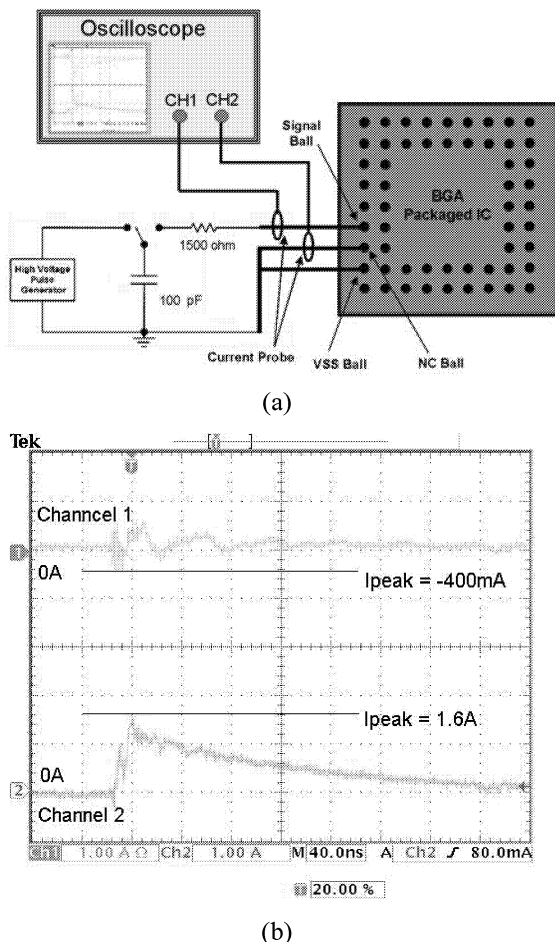 Oscilloscope
CH1 CH2
Signal Ball
BGA Packaged IC
1500 ohm
High Voltage Pulse Generator
100 pF
Current Probe
VSS Ball
NC Ball
(a)
Tek
Channcel 1
1
0A
Ipeak = -400mA
Ipeak = 1.6A
0A
2
Channel 2
Ch1 1.00 A Ω Ch2 1.00 A M 40.0ns A Ch2 80.0mA
20.00 %
(b)